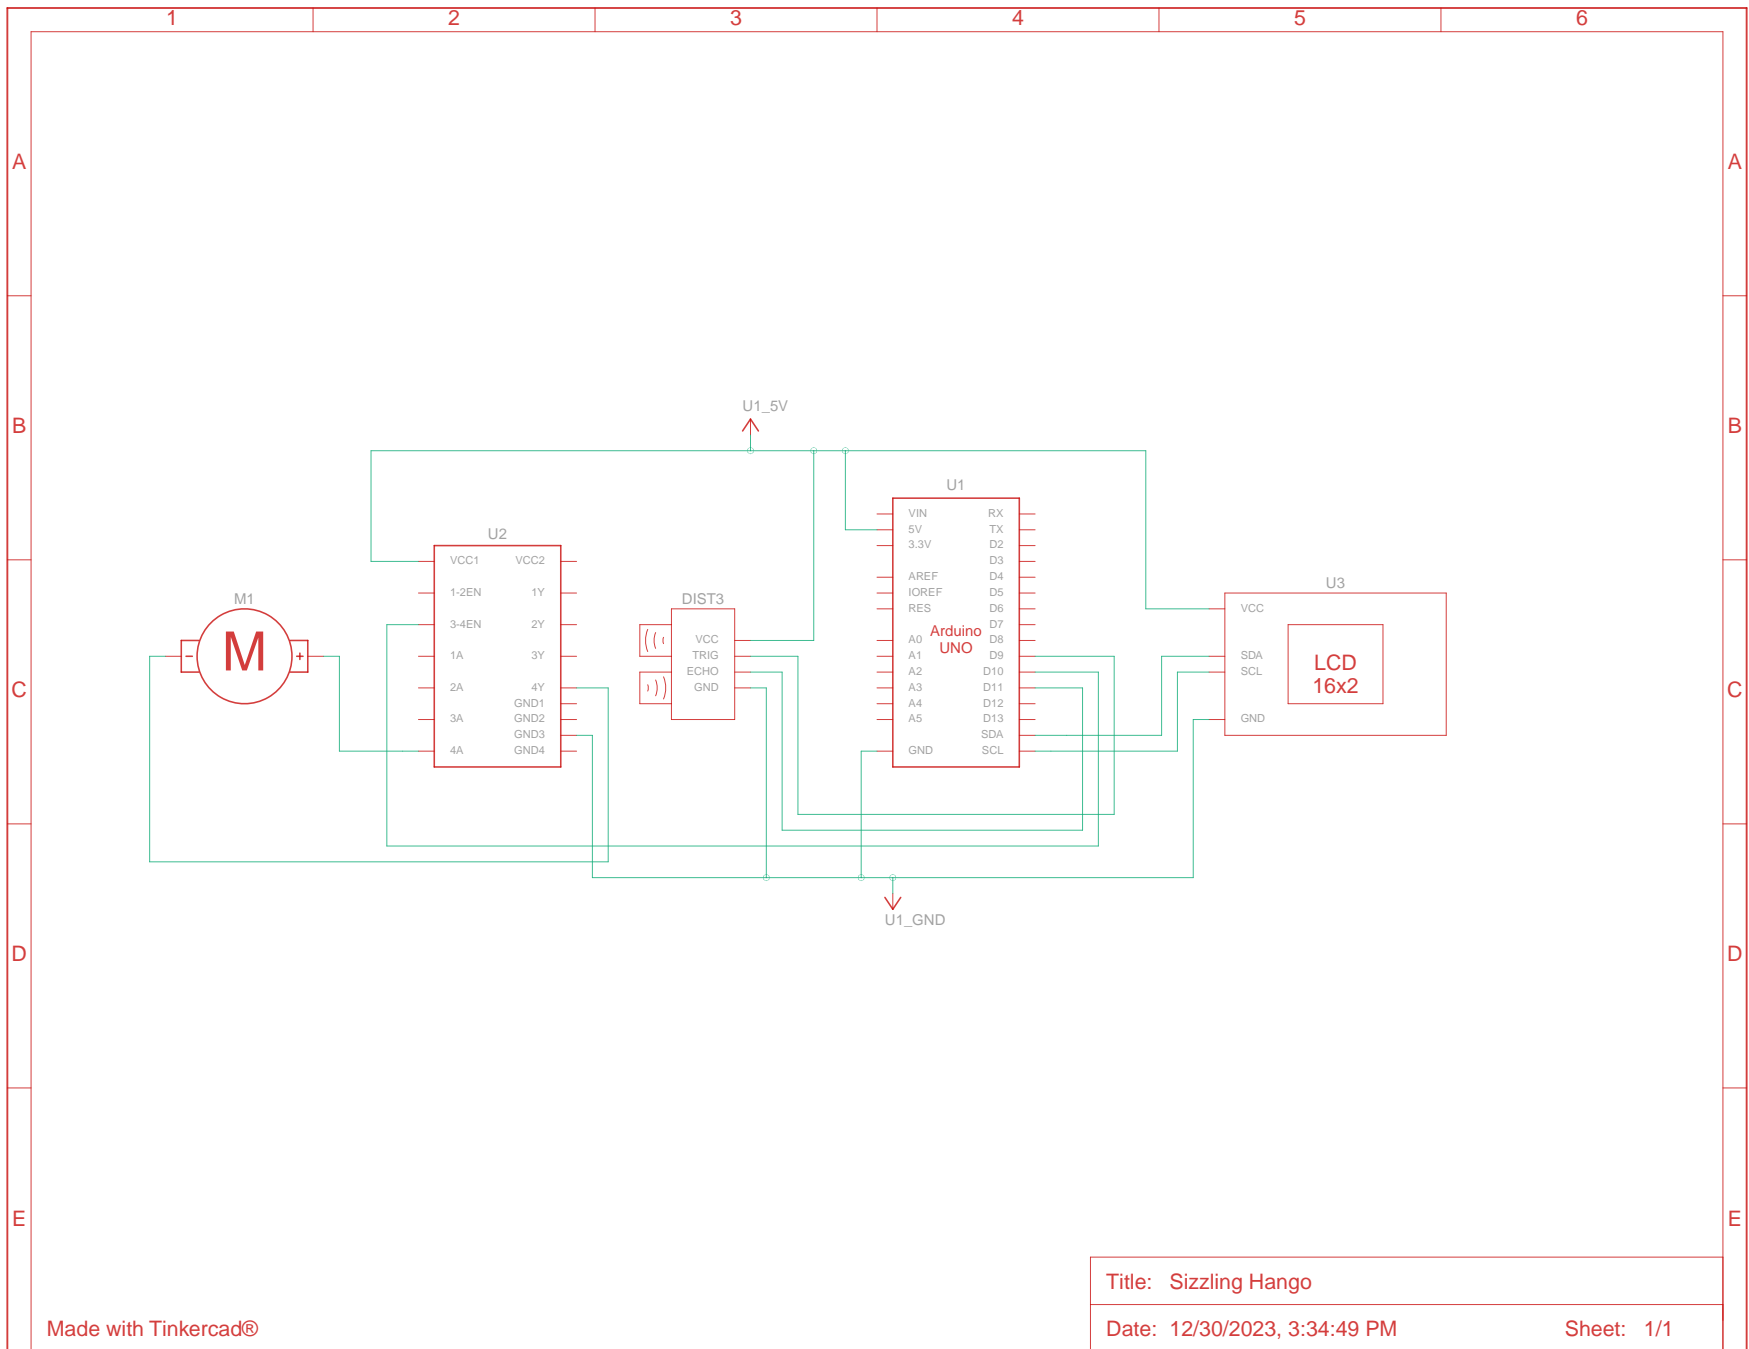 1 2 3 4 5 6
A A
B B
C C
D D
E E
U1_5V
U1
VIN RX
5V TX
3.3V D2
D3
AREF D4
IOREF D5
RES D6
D7
A0 D8
A1 D9
A2 D10
A3 D11
A4 D12
A5 D13
SDA
GND SCL
Arduino
UNO
U2
VCC1 VCC2
1-2EN 1Y
3-4EN 2Y
1A 3Y
2A 4Y
GND1
3A GND2
GND3
4A GND4
M1
- M +
DIST3
VCC
TRIG
ECHO
GND
U3
VCC
SDA
SCL
GND
LCD
16x2
U1_GND
Title: Sizzling Hango
Made with Tinkercad®
Date: 12/30/2023, 3:34:49 PM Sheet: 1/1